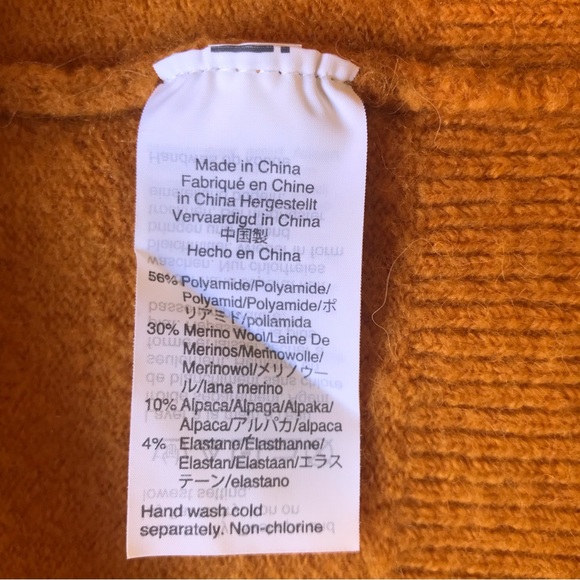 Made in China
Fabriqué en Chine
in China Hergestellt
Vervaardigd in China
中国製
Hecho en China
56% Polyamide/Polyamide/
Polyamid/Polyamide/ポ
リアミド/poliamida
30% Merino Wool/Laine De
Merinos/Merinowolle/
Merinowol/メリノウー
ル/lana merino
10% Alpaca/Alpaga/Alpaka/
Alpaca/アルパカ/alpaca
4% Elastane/Élasthanne/
Elastan/Elastaan/エラス
テーン/elastano
Hand wash cold
separately. Non-chlorine